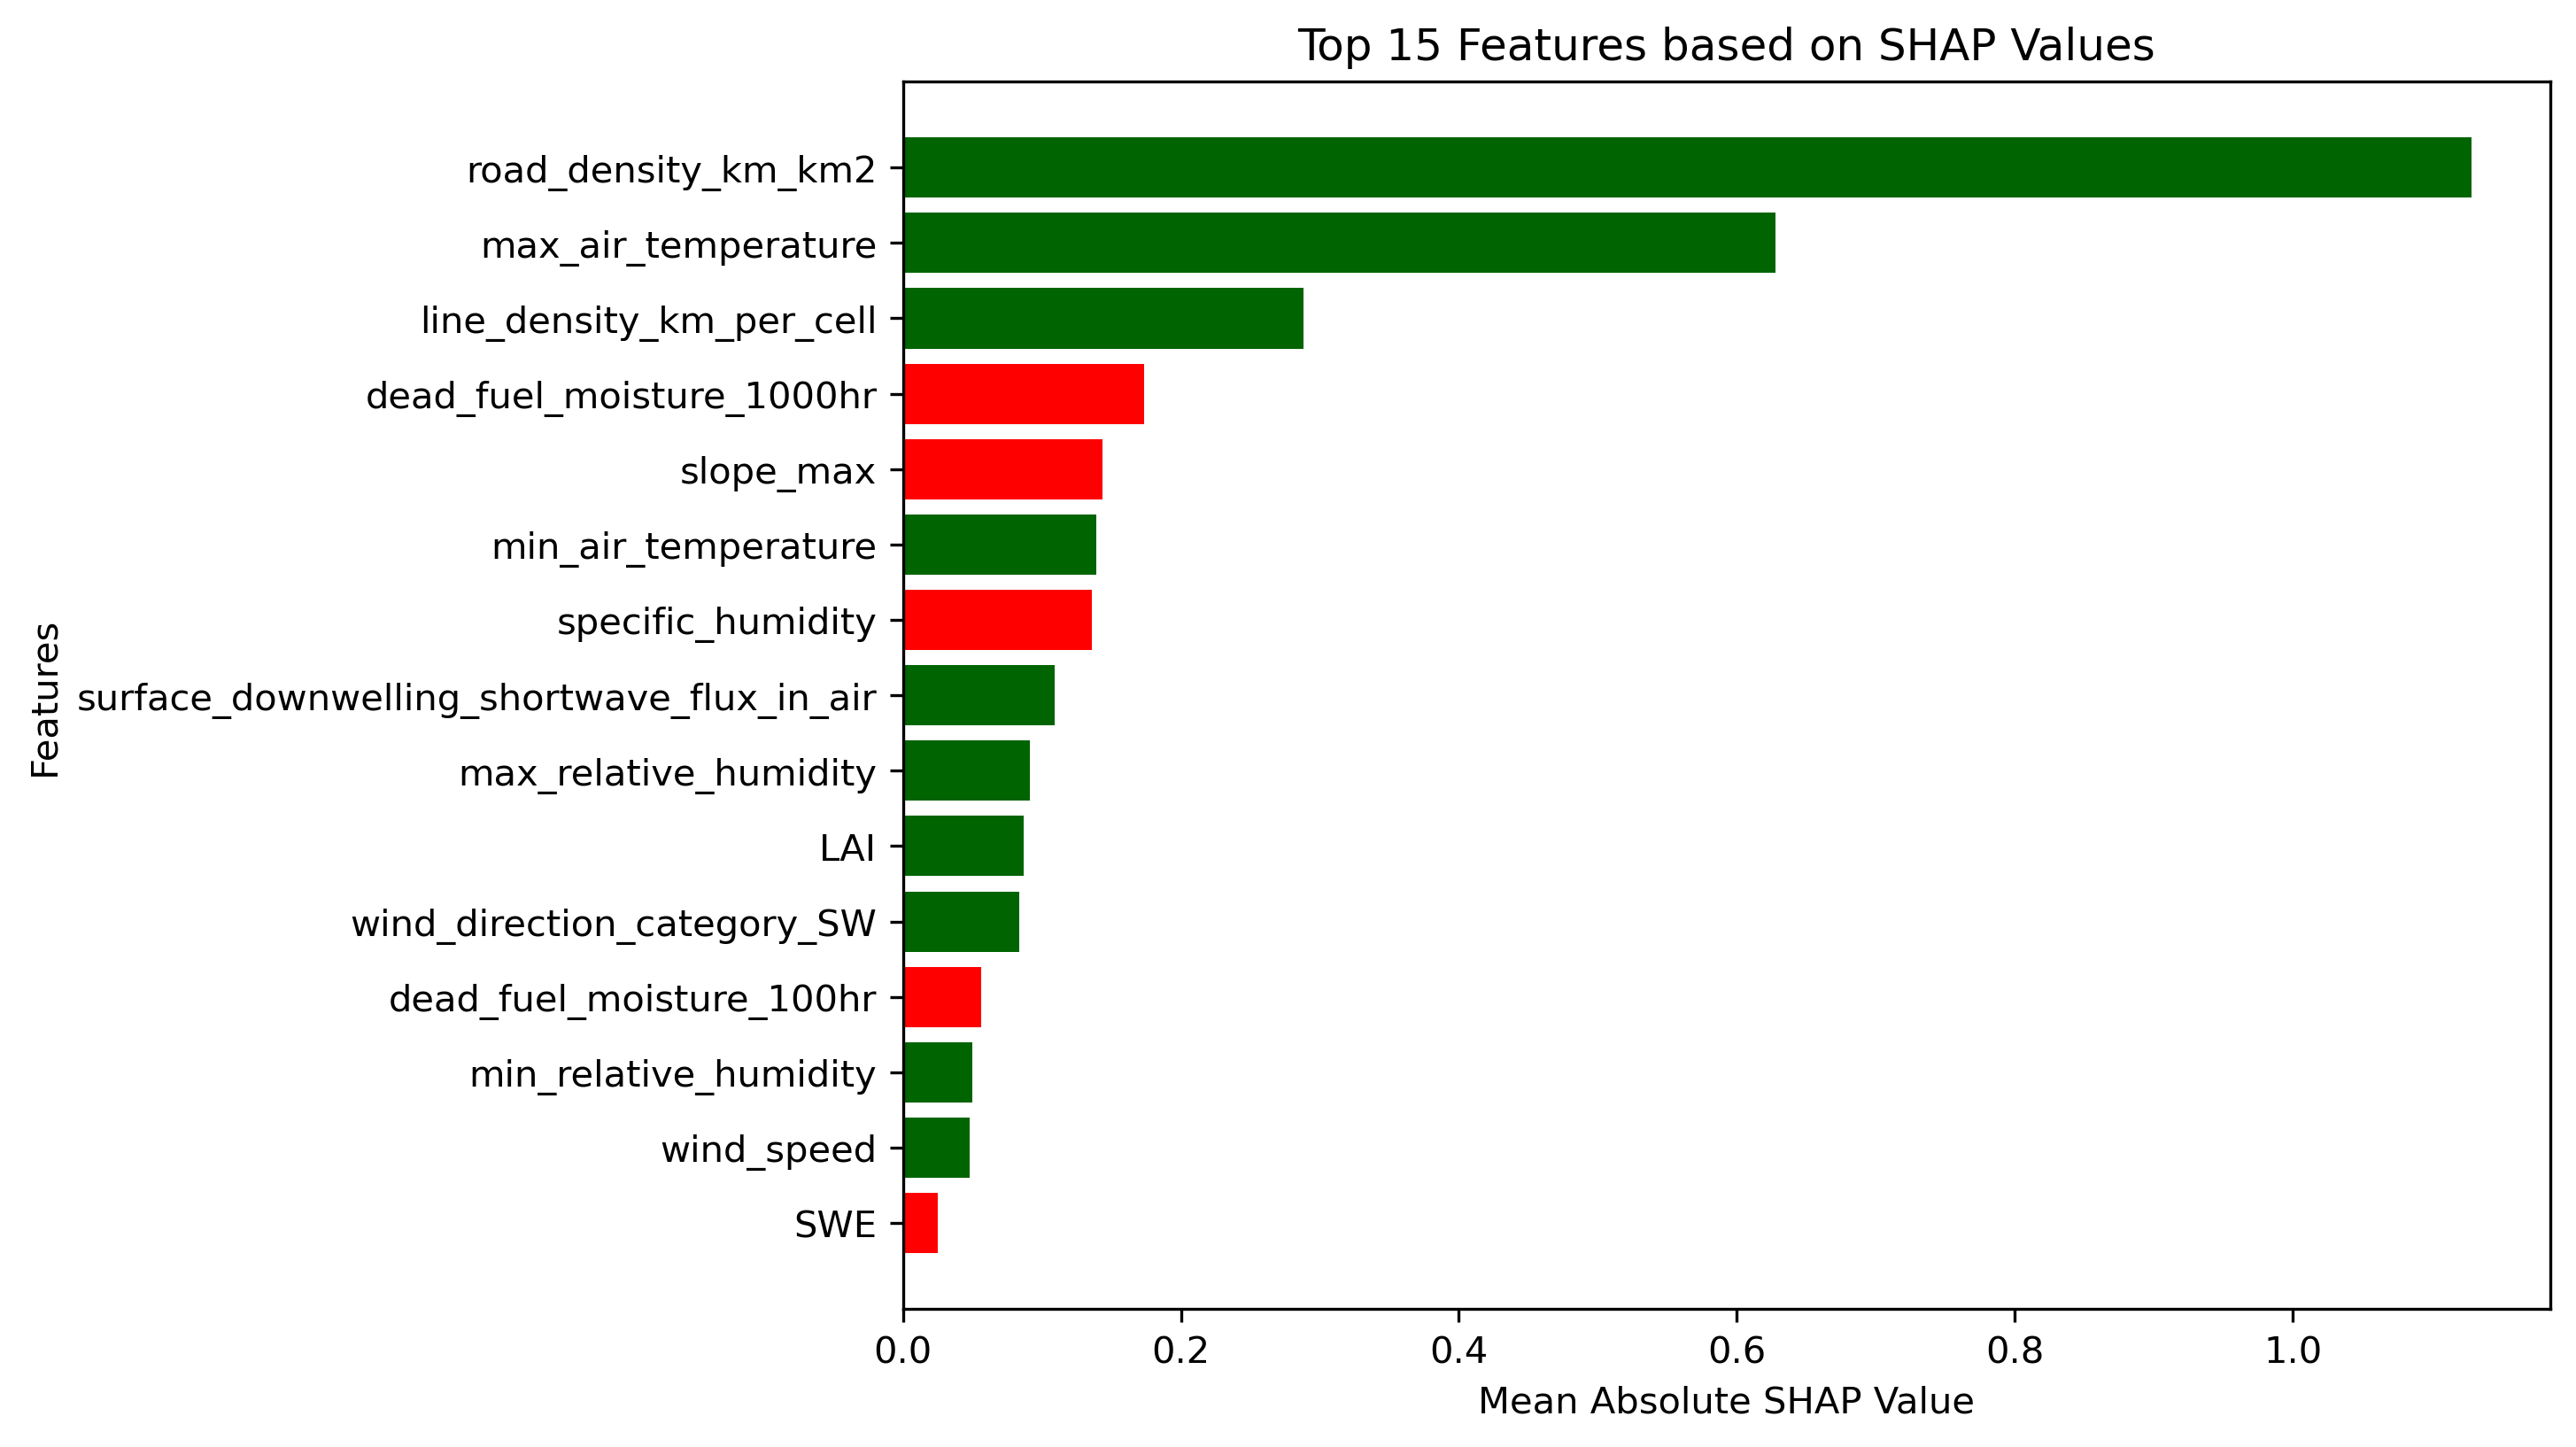 Top 15 Features based on SHAP Values
Features
road_density_km_km2
max_air_temperature
line_density_km_per_cell
dead_fuel_moisture_1000hr
slope_max
min_air_temperature
specific_humidity
surface_downwelling_shortwave_flux_in_air
max_relative_humidity
LAI
wind_direction_category_SW
dead_fuel_moisture_100hr
min_relative_humidity
wind_speed
SWE
0.0 0.2 0.4 0.6 0.8 1.0
Mean Absolute SHAP Value